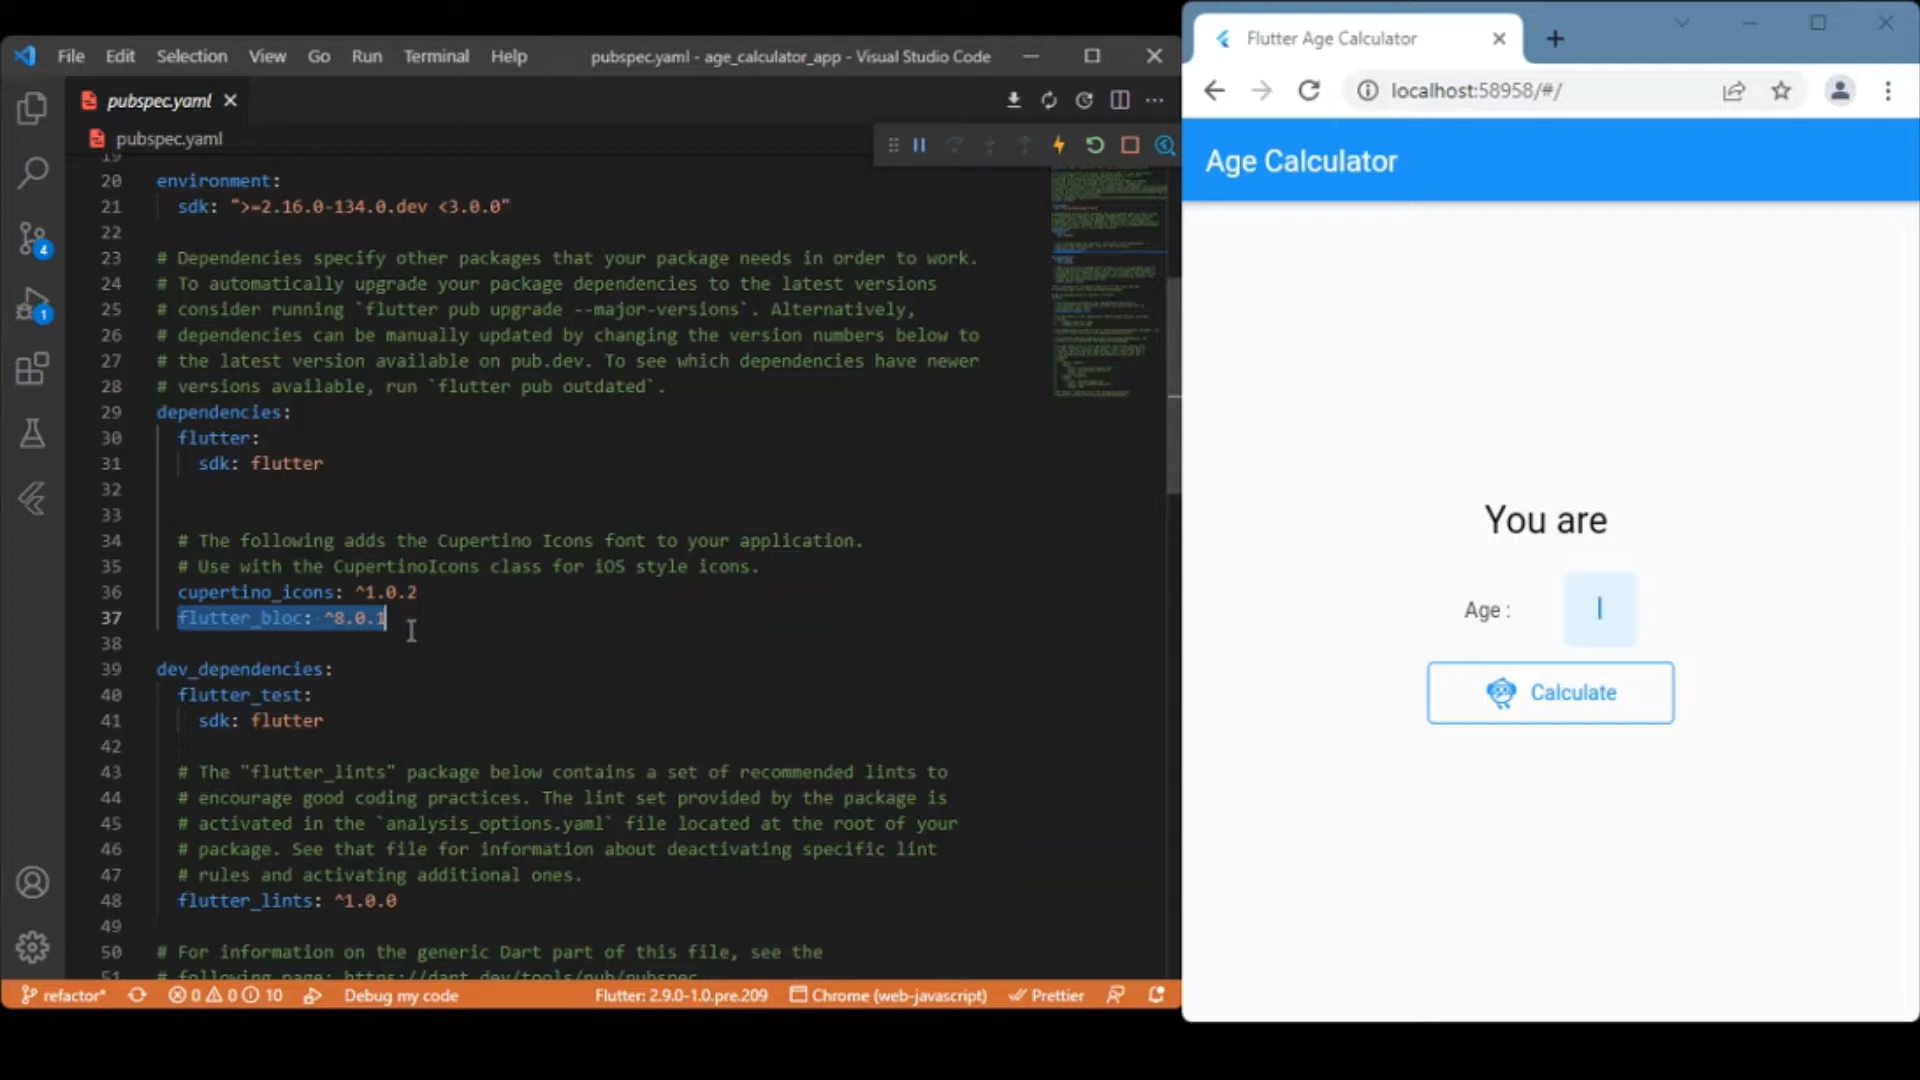 File Edit Selection View Go Run Terminal Help pubspec.yaml - age_calculator_app - Visual Studio Code
pubspec.yaml
pubspec.yaml
19
20 environment:
21 sdk: ">=2.16.0-134.0.dev <3.0.0"
22
23 # Dependencies specify other packages that your package needs in order to work.
24 # To automatically upgrade your package dependencies to the latest versions
25 # consider running `flutter pub upgrade --major-versions`. Alternatively,
26 # dependencies can be manually updated by changing the version numbers below to
27 # the latest version available on pub.dev. To see which dependencies have newer
28 # versions available, run `flutter pub outdated`.
29 dependencies:
30 flutter:
31 sdk: flutter
32
33
34 # The following adds the Cupertino Icons font to your application.
35 # Use with the CupertinoIcons class for iOS style icons.
36 cupertino_icons: ^1.0.2
37 flutter_bloc: ^8.0.1
38
39 dev_dependencies:
40 flutter_test:
41 sdk: flutter
42
43 # The "flutter_lints" package below contains a set of recommended lints to
44 # encourage good coding practices. The lint set provided by the package is
45 # activated in the `analysis_options.yaml` file located at the root of your
46 # package. See that file for information about deactivating specific lint
47 # rules and activating additional ones.
48 flutter_lints: ^1.0.0
49
50 # For information on the generic Dart part of this file, see the
51 # following page: https://dart.dev/tools/pub/pubspec
4
1
refactor* 0 0 10 Debug my code Flutter: 2.9.0-1.0.pre.209 Chrome (web-javascript) Prettier
Flutter Age Calculator
localhost:58958/#/
Age Calculator
You are
Age :
Calculate